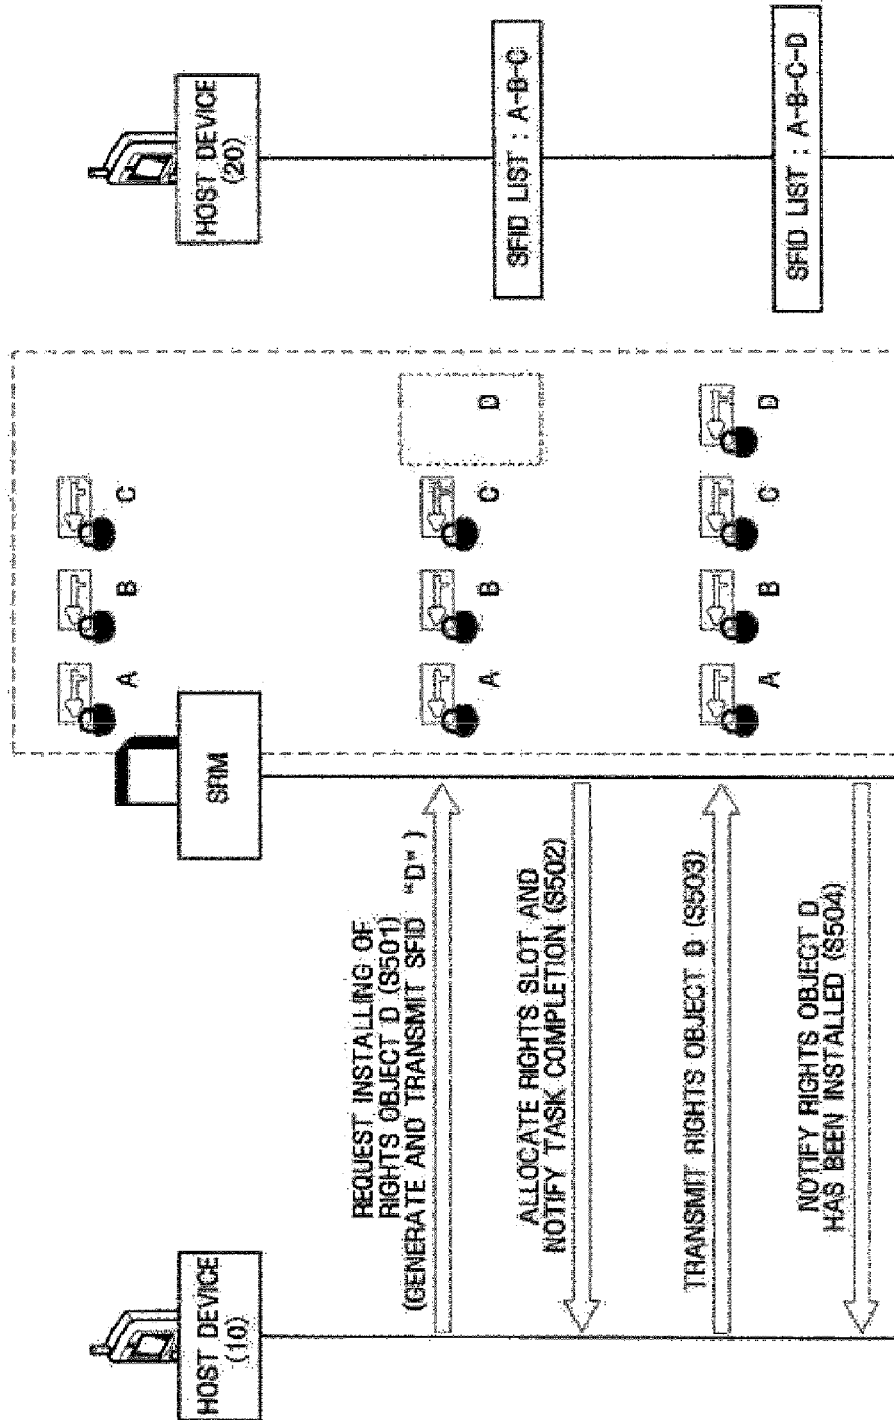 HOST DEVICE
(10)
SRM
HOST DEVICE
(20)
A
B
C
REQUEST INSTALLING OF
RIGHTS OBJECT D (S501)
(GENERATE AND TRANSMIT SFID "D" )
A
B
C
D
SFID LIST : A-B-C
ALLOCATE RIGHTS SLOT AND
NOTIFY TASK COMPLETION (S502)
TRANSMIT RIGHTS OBJECT D (S503)
A
B
C
D
SFID LIST : A-B-C-D
NOTIFY RIGHTS OBJECT D
HAS BEEN INSTALLED (S504)